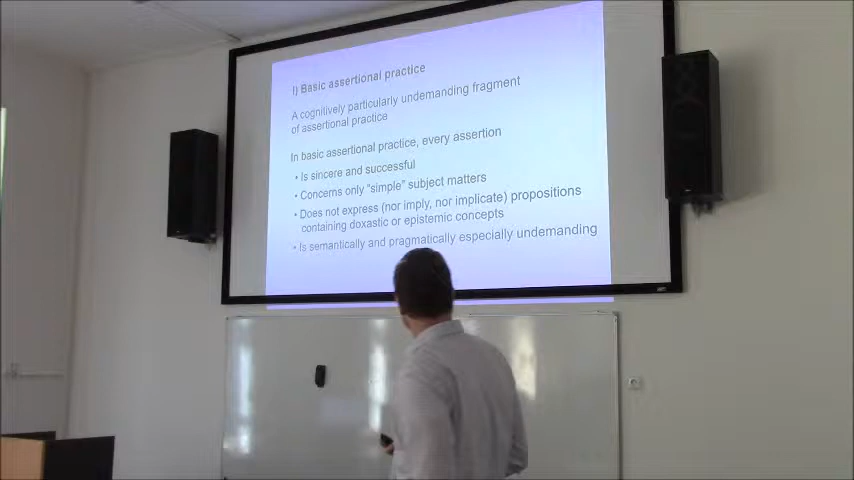 I) Basic assertional practice
A cognitively particularly undemanding fragment
of assertional practice
In basic assertional practice, every assertion
• Is sincere and successful
• Concerns only “simple” subject matters
• Does not express (nor imply, nor implicate) propositions
containing doxastic or epistemic concepts
• Is semantically and pragmatically especially undemanding